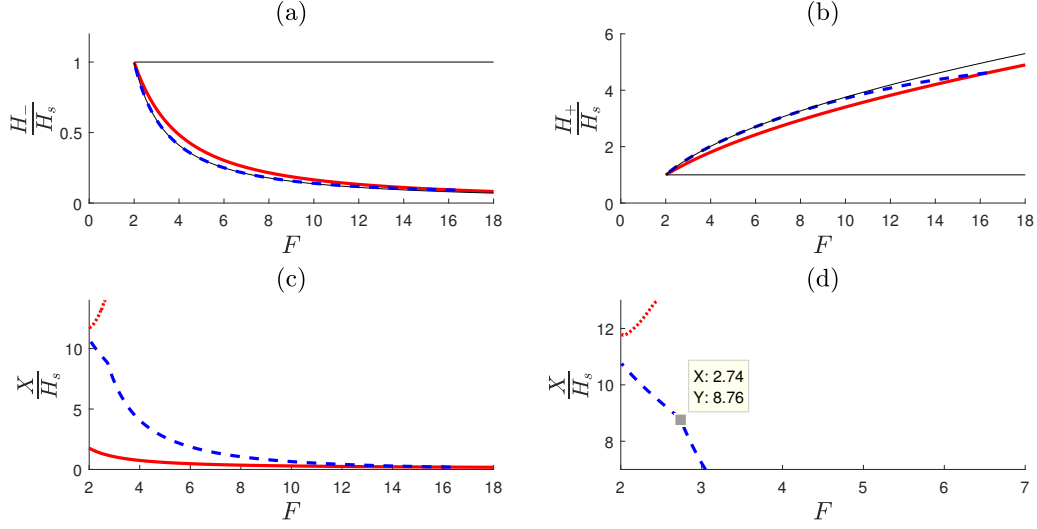 (a)
H_
H_s
1
0.5
0
0 2 4 6 8 10 12 14 16 18
F
(b)
H_+
H_s
6
4
2
0
0 2 4 6 8 10 12 14 16 18
F
(c)
X
H_s
10
5
0
2 4 6 8 10 12 14 16 18
F
(d)
X
H_s
12
10
8
X: 2.74
Y: 8.76
2 3 4 5 6 7
F